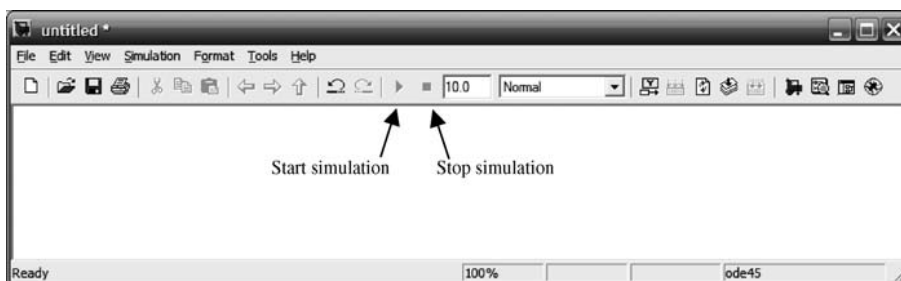 untitled *
File Edit View Simulation Format Tools Help
10.0 Normal
Start simulation Stop simulation
Ready 100% ode45